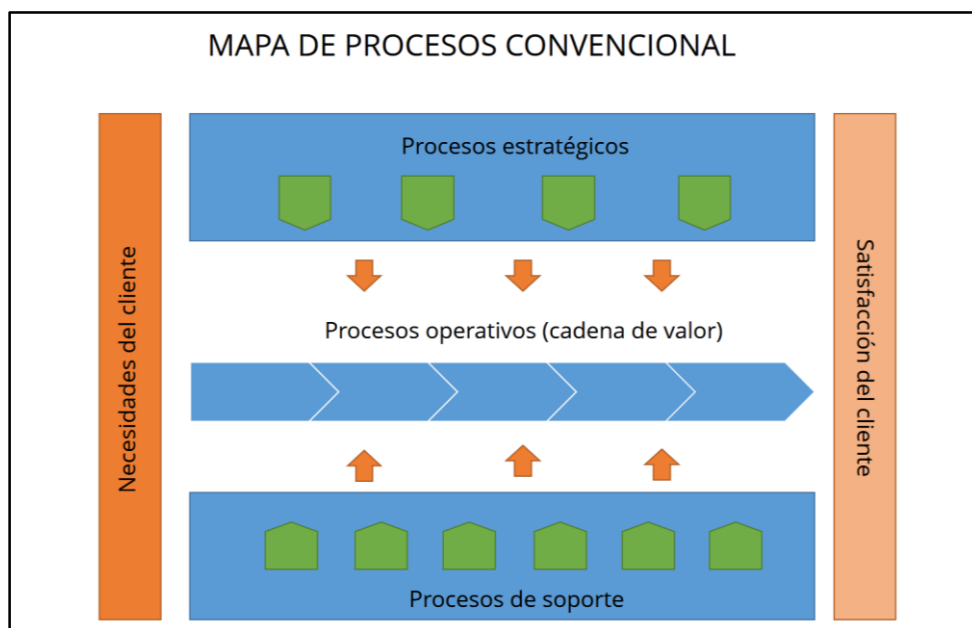 MAPA DE PROCESOS CONVENCIONAL
Necesidades del cliente
Procesos estratégicos
Procesos operativos (cadena de valor)
Procesos de soporte
Satisfacción del cliente